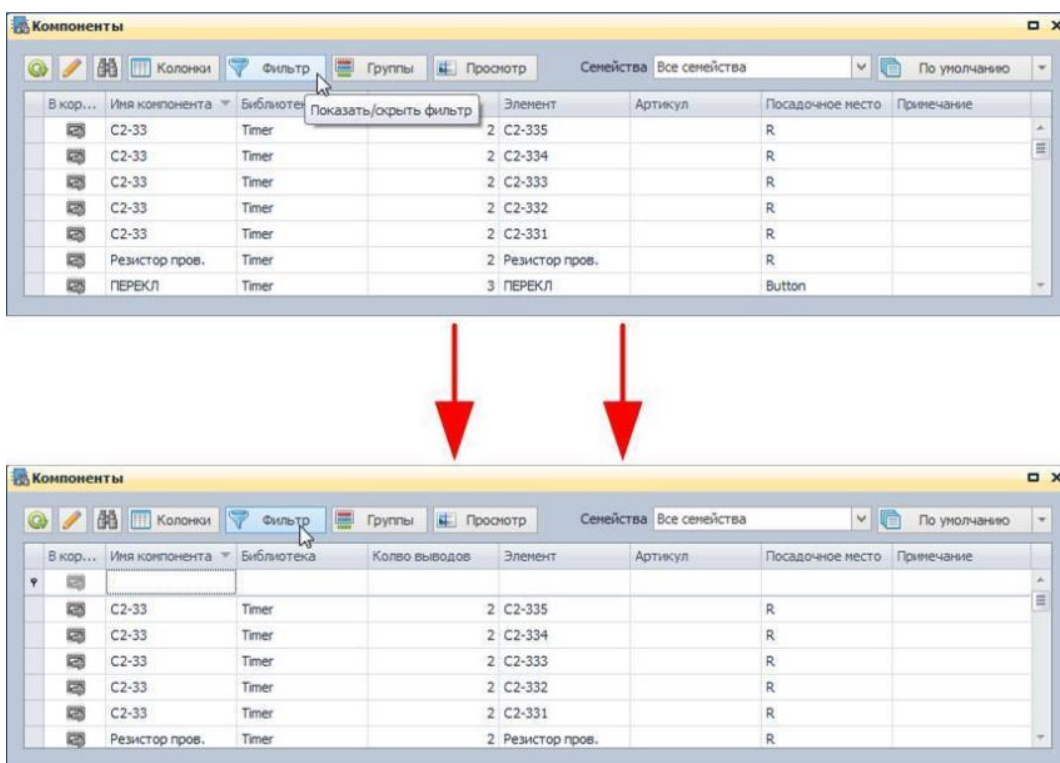 Компоненты
Колонки Фильтр Группы Просмотр Семейства Все семейства По умолчанию
В кор... Имя компонента Элемент Артикул Посадочное место Примечание
Показать/скрыть фильтр
C2-33 Timer 2 C2-335 R
C2-33 Timer 2 C2-334 R
C2-33 Timer 2 C2-333 R
C2-33 Timer 2 C2-332 R
C2-33 Timer 2 C2-331 R
Резистор пров. Timer 2 Резистор пров. R
ПЕРЕКЛ Timer 3 ПЕРЕКЛ Button
Компоненты
Колонки Фильтр Группы Просмотр Семейства Все семейства По умолчанию
В кор... Имя компонента Библиотека Колво выводов Элемент Артикул Посадочное место Примечание
C2-33 Timer 2 C2-335 R
C2-33 Timer 2 C2-334 R
C2-33 Timer 2 C2-333 R
C2-33 Timer 2 C2-332 R
C2-33 Timer 2 C2-331 R
Резистор пров. Timer 2 Резистор пров. R